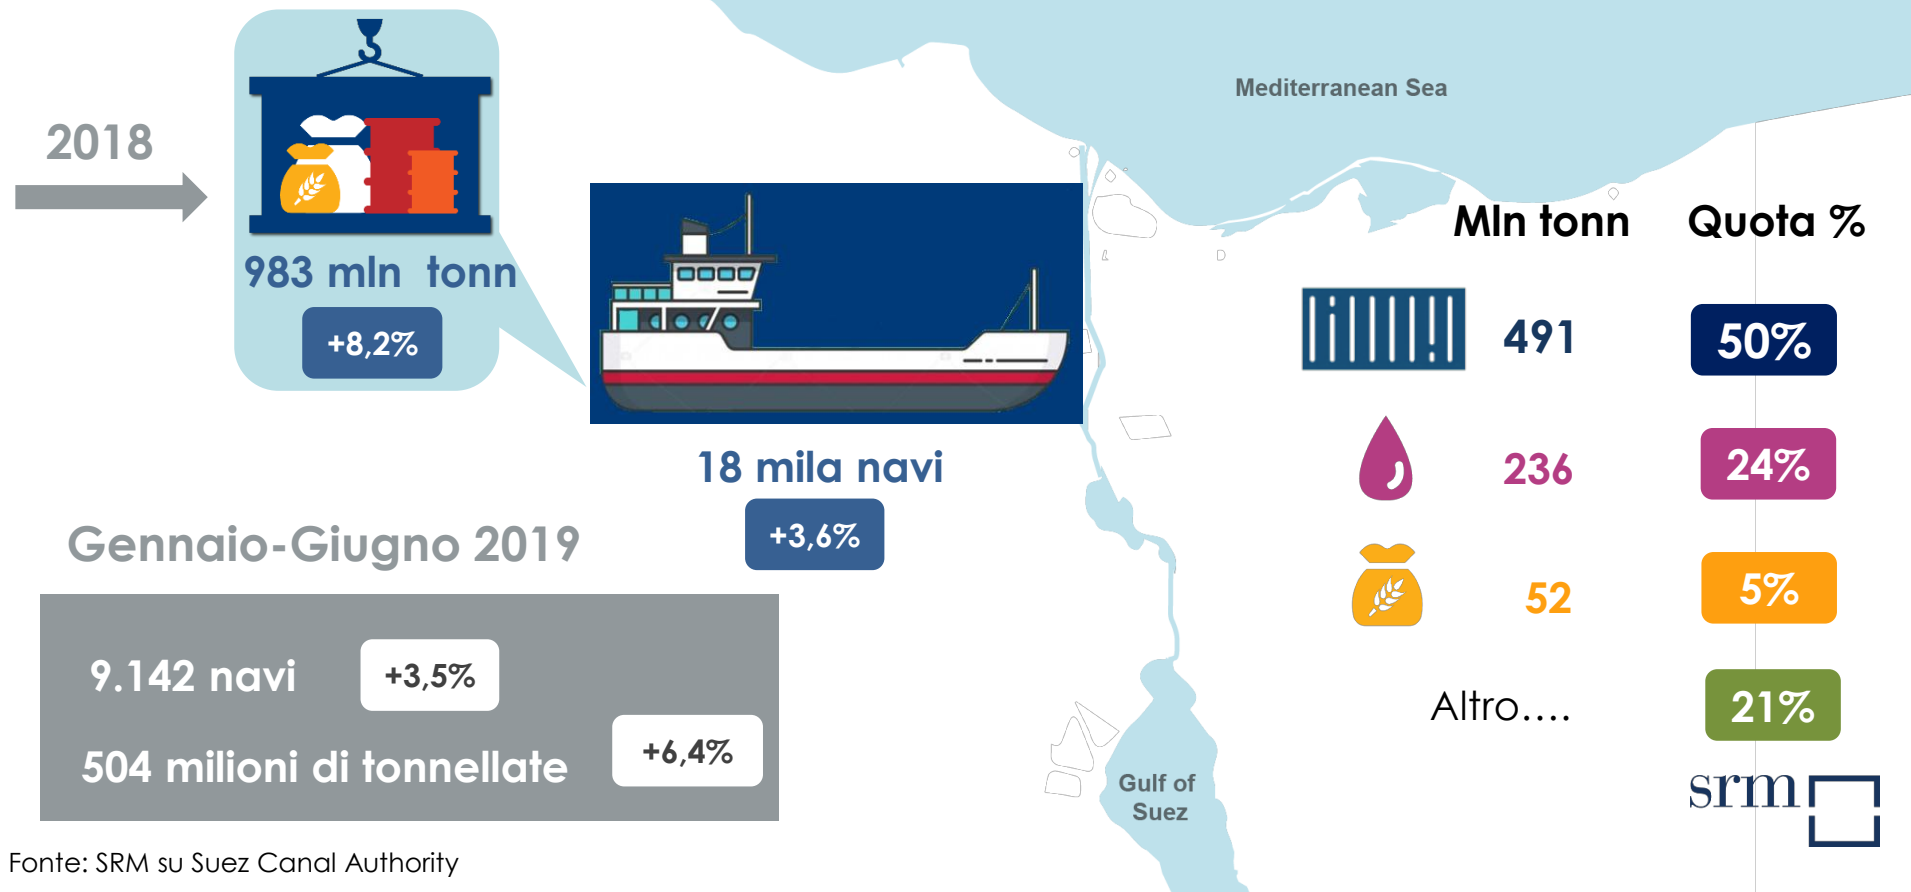 2018
983 mln tonn
+8,2%
18 mila navi
+3,6%
Gennaio-Giugno 2019
9.142 navi
+3,5%
504 milioni di tonnellate
+6,4%
Mediterranean Sea
Mln tonn Quota %
491 50%
236 24%
52 5%
Altro.... 21%
Gulf of
Suez
srm
Fonte: SRM su Suez Canal Authority